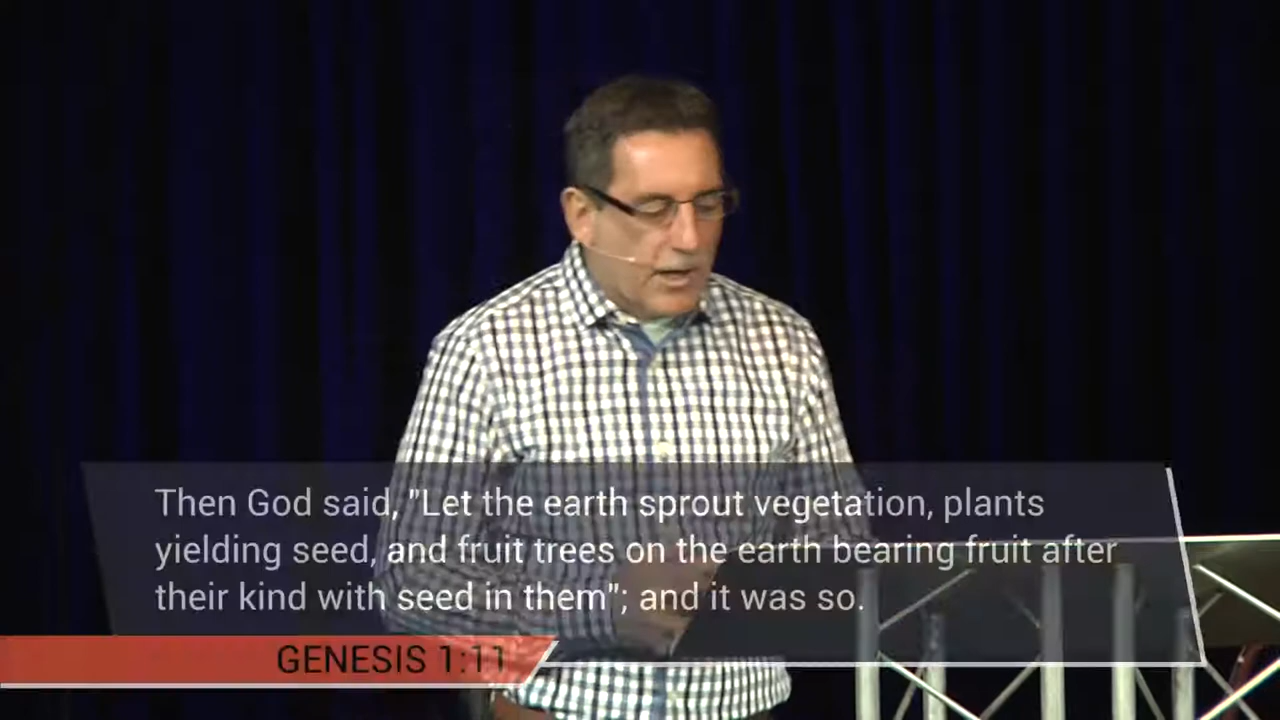 Then God said, "Let the earth sprout vegetation, plants
yielding seed, and fruit trees on the earth bearing fruit after
their kind with seed in them"; and it was so.
GENESIS 1:11